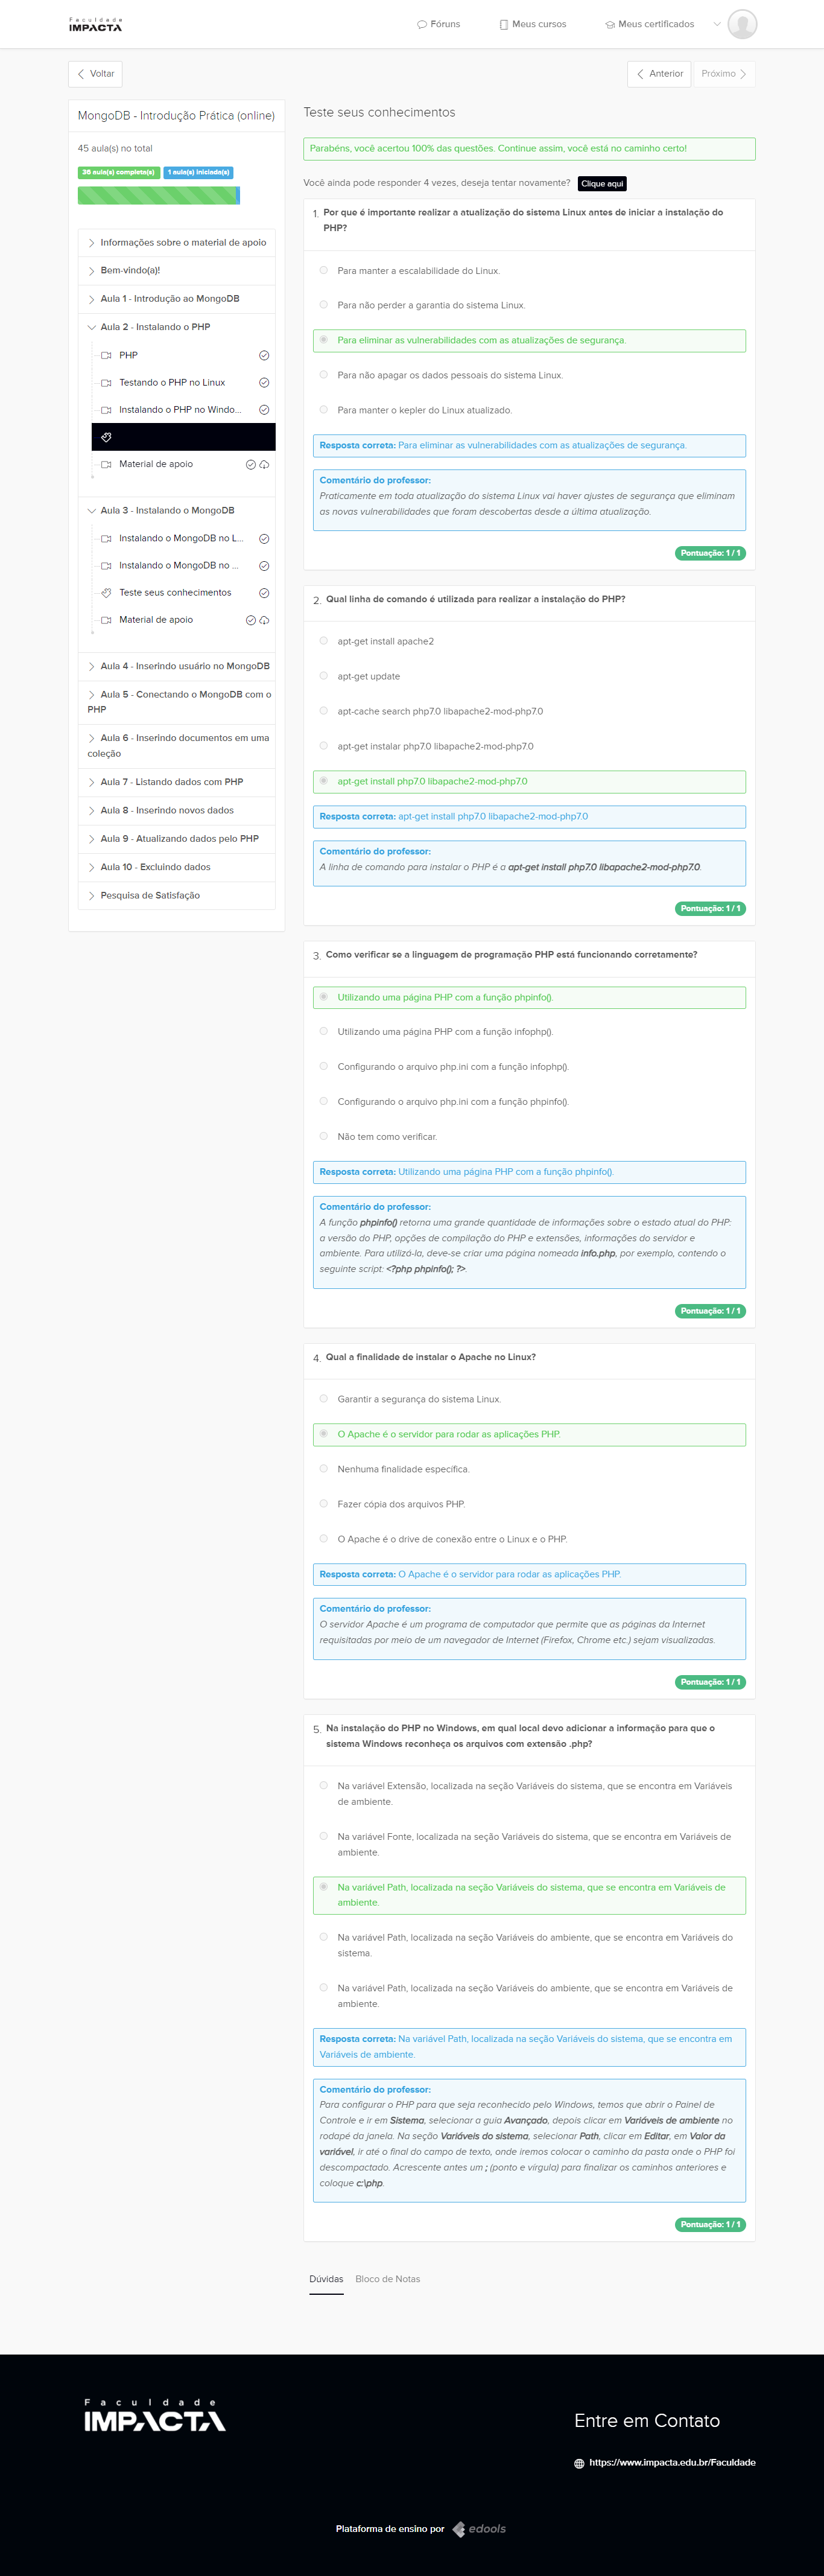 Faculdade
IMPACTA
Fóruns
Meus cursos
Meus certificados
Voltar
Anterior
Próximo
MongoDB - Introdução Prática (online)
45 aula(s) no total
36 aula(s) completa(s)
1 aula(s) iniciada(s)
Informações sobre o material de apoio
Bem-vindo(a)!
Aula 1 - Introdução ao MongoDB
Aula 2 - Instalando o PHP
PHP
Testando o PHP no Linux
Instalando o PHP no Windo...
Material de apoio
Aula 3 - Instalando o MongoDB
Instalando o MongoDB no L...
Instalando o MongoDB no ...
Teste seus conhecimentos
Material de apoio
Aula 4 - Inserindo usuário no MongoDB
Aula 5 - Conectando o MongoDB com o
PHP
Aula 6 - Inserindo documentos em uma
coleção
Aula 7 - Listando dados com PHP
Aula 8 - Inserindo novos dados
Aula 9 - Atualizando dados pelo PHP
Aula 10 - Excluindo dados
Pesquisa de Satisfação
Teste seus conhecimentos
Parabéns, você acertou 100% das questões. Continue assim, você está no caminho certo!
Você ainda pode responder 4 vezes, deseja tentar novamente? Clique aqui
1. Por que é importante realizar a atualização do sistema Linux antes de iniciar a instalação do
PHP?
Para manter a escalabilidade do Linux.
Para não perder a garantia do sistema Linux.
Para eliminar as vulnerabilidades com as atualizações de segurança.
Para não apagar os dados pessoais do sistema Linux.
Para manter o kepler do Linux atualizado.
Resposta correta: Para eliminar as vulnerabilidades com as atualizações de segurança.
Comentário do professor:
Praticamente em toda atualização do sistema Linux vai haver ajustes de segurança que eliminam
as novas vulnerabilidades que foram descobertas desde a última atualização.
Pontuação: 1 / 1
2. Qual linha de comando é utilizada para realizar a instalação do PHP?
apt-get install apache2
apt-get update
apt-cache search php7.0 libapache2-mod-php7.0
apt-get instalar php7.0 libapache2-mod-php7.0
apt-get install php7.0 libapache2-mod-php7.0
Resposta correta: apt-get install php7.0 libapache2-mod-php7.0
Comentário do professor:
A linha de comando para instalar o PHP é a apt-get install php7.0 libapache2-mod-php7.0.
Pontuação: 1 / 1
3. Como verificar se a linguagem de programação PHP está funcionando corretamente?
Utilizando uma página PHP com a função phpinfo().
Utilizando uma página PHP com a função infophp().
Configurando o arquivo php.ini com a função infophp().
Configurando o arquivo php.ini com a função phpinfo().
Não tem como verificar.
Resposta correta: Utilizando uma página PHP com a função phpinfo().
Comentário do professor:
A função phpinfo() retorna uma grande quantidade de informações sobre o estado atual do PHP:
a versão do PHP, opções de compilação do PHP e extensões, informações do servidor e
ambiente. Para utilizá-la, deve-se criar uma página nomeada info.php, por exemplo, contendo o
seguinte script: <?php phpinfo(); ?>.
Pontuação: 1 / 1
4. Qual a finalidade de instalar o Apache no Linux?
Garantir a segurança do sistema Linux.
O Apache é o servidor para rodar as aplicações PHP.
Nenhuma finalidade específica.
Fazer cópia dos arquivos PHP.
O Apache é o drive de conexão entre o Linux e o PHP.
Resposta correta: O Apache é o servidor para rodar as aplicações PHP.
Comentário do professor:
O servidor Apache é um programa de computador que permite que as páginas da Internet
requisitadas por meio de um navegador de Internet (Firefox, Chrome etc.) sejam visualizadas.
Pontuação: 1 / 1
5. Na instalação do PHP no Windows, em qual local devo adicionar a informação para que o
sistema Windows reconheça os arquivos com extensão .php?
Na variável Extensão, localizada na seção Variáveis do sistema, que se encontra em Variáveis
de ambiente.
Na variável Fonte, localizada na seção Variáveis do sistema, que se encontra em Variáveis de
ambiente.
Na variável Path, localizada na seção Variáveis do sistema, que se encontra em Variáveis de
ambiente.
Na variável Path, localizada na seção Variáveis do ambiente, que se encontra em Variáveis do
sistema.
Na variável Path, localizada na seção Variáveis do ambiente, que se encontra em Variáveis de
ambiente.
Resposta correta: Na variável Path, localizada na seção Variáveis do sistema, que se encontra em
Variáveis de ambiente.
Comentário do professor:
Para configurar o PHP para que seja reconhecido pelo Windows, temos que abrir o Painel de
Controle e ir em Sistema, selecionar a guia Avançado, depois clicar em Variáveis de ambiente no
rodapé da janela. Na seção Variáveis do sistema, selecionar Path, clicar em Editar, em Valor da
variável, ir até o final do campo de texto, onde iremos colocar o caminho da pasta onde o PHP foi
descompactado. Acrescente antes um ; (ponto e vírgula) para finalizar os caminhos anteriores e
coloque c:\php.
Pontuação: 1 / 1
Dúvidas
Bloco de Notas
Faculdade
IMPACTA
Entre em Contato
https://www.impacta.edu.br/Faculdade
Plataforma de ensino por edools